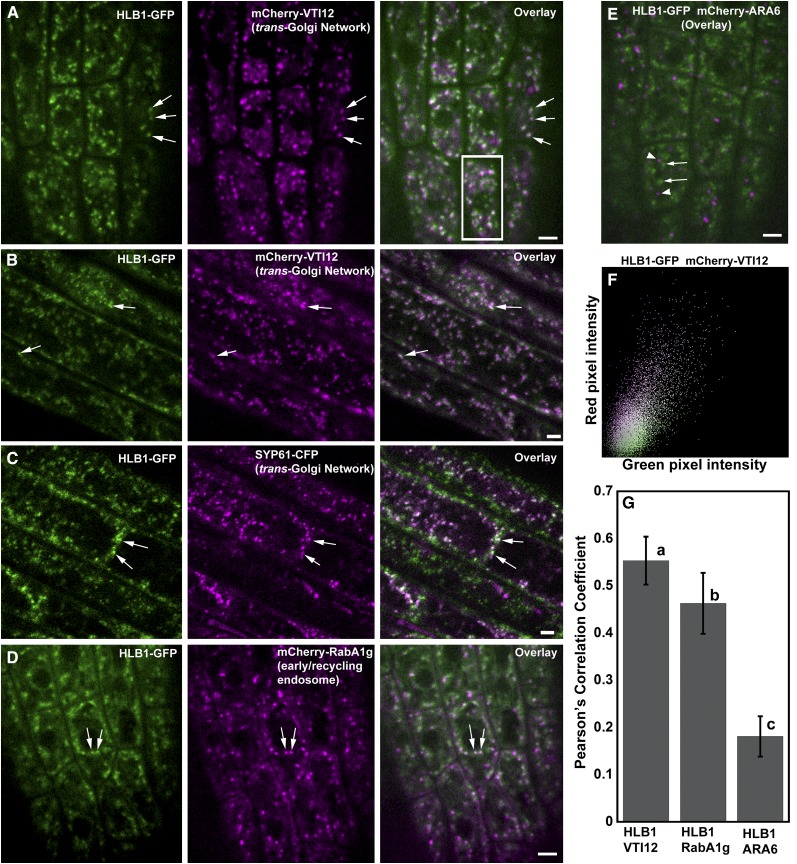 A
HLB1-GFP
mCherry-VTI12
(trans-Golgi Network)
Overlay
B
HLB1-GFP
mCherry-VTI12
(trans-Golgi Network)
Overlay
C
HLB1-GFP
SYP61-CFP
(trans-Golgi Network)
Overlay
D
HLB1-GFP
mCherry-RabA1g
(early/recycling
endosome)
Overlay
E
HLB1-GFP mCherry-ARA6
(Overlay)
HLB1-GFP mCherry-VTI12
F
Red pixel intensity
Green pixel intensity
G
Pearson's Correlation Coefficient
0.7
0.6
0.5
0.4
0.3
0.2
0.1
0
a
b
c
HLB1
VTI12
HLB1
RabA1g
HLB1
ARA6